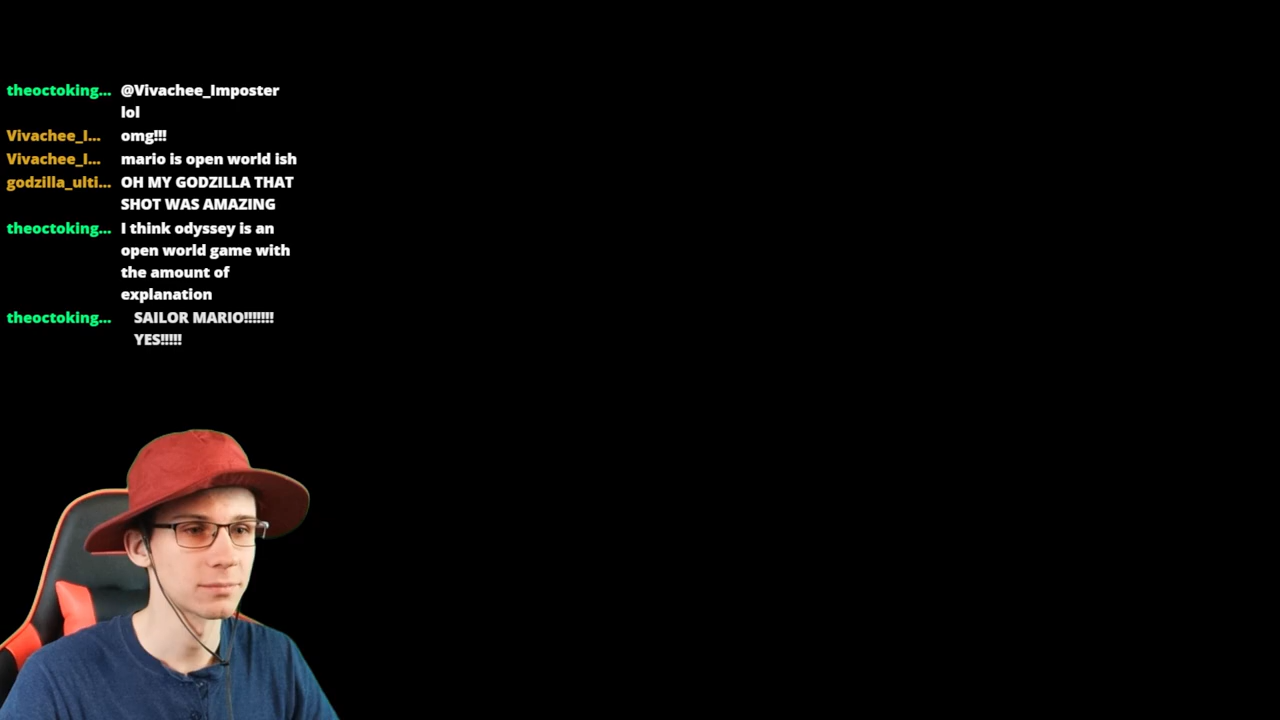 theoctoking... @Vivachee_Imposter
lol
Vivachee_I... omg!!!
Vivachee_I... mario is open world ish
godzilla_ulti... OH MY GODZILLA THAT
SHOT WAS AMAZING
theoctoking... I think odyssey is an
open world game with
the amount of
explanation
theoctoking... SAILOR MARIO!!!!!!!
YES!!!!!